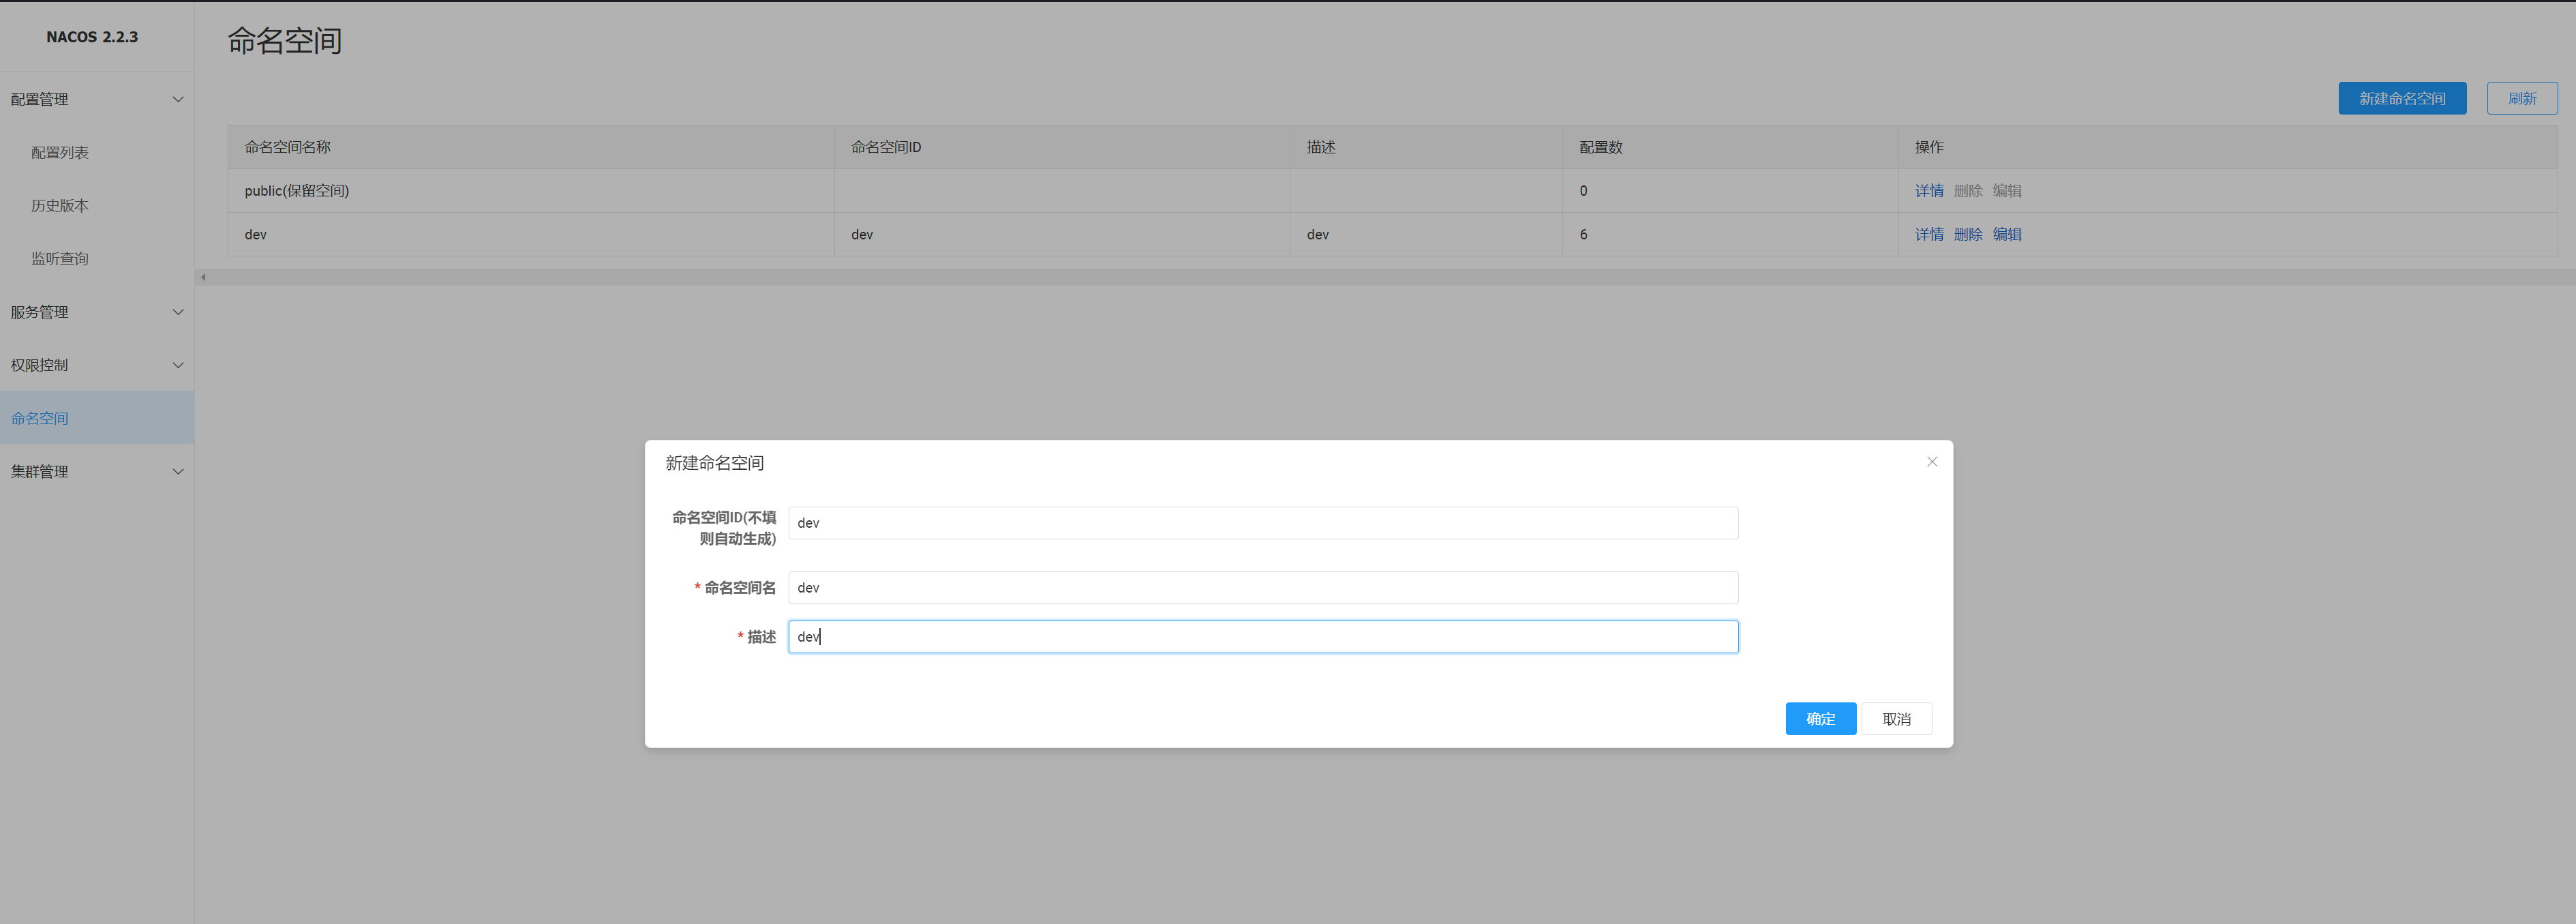 NACOS 2.2.3
配置管理
配置列表
历史版本
监听查询
服务管理
权限控制
命名空间
集群管理
命名空间
新建命名空间 刷新
命名空间名称 命名空间ID 描述 配置数 操作
public(保留空间) 0 详情 删除 编辑
dev dev dev 6 详情 删除 编辑
新建命名空间
命名空间ID(不填
则自动生成)
dev
* 命名空间名 dev
* 描述 dev
确定 取消